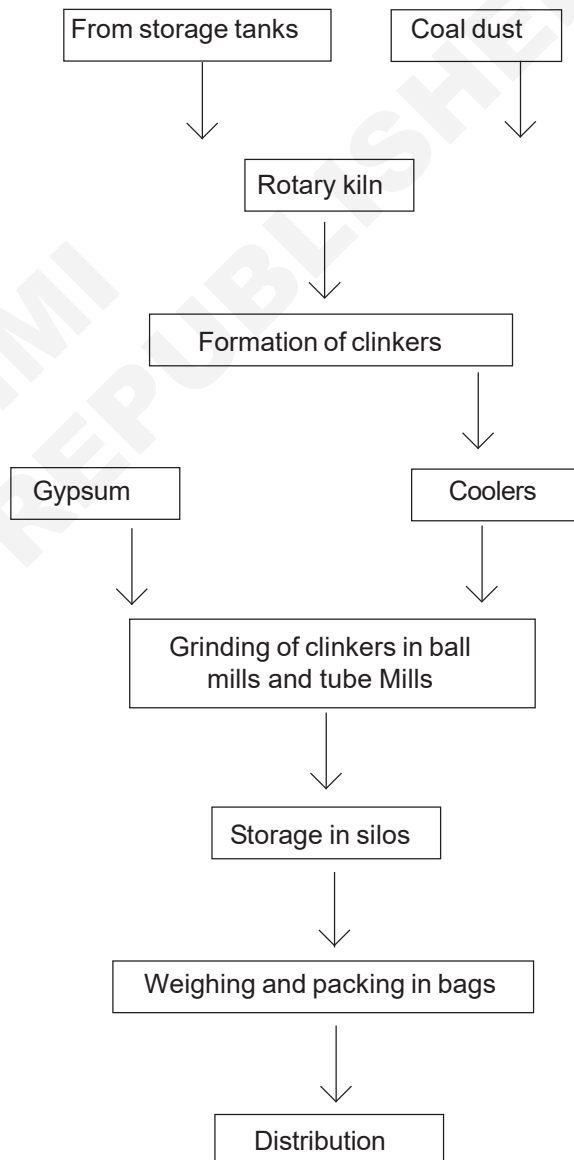 From storage tanks
Coal dust
Rotary kiln
Formation of clinkers
Gypsum
Coolers
Grinding of clinkers in ball
mills and tube Mills
Storage in silos
Weighing and packing in bags
Distribution